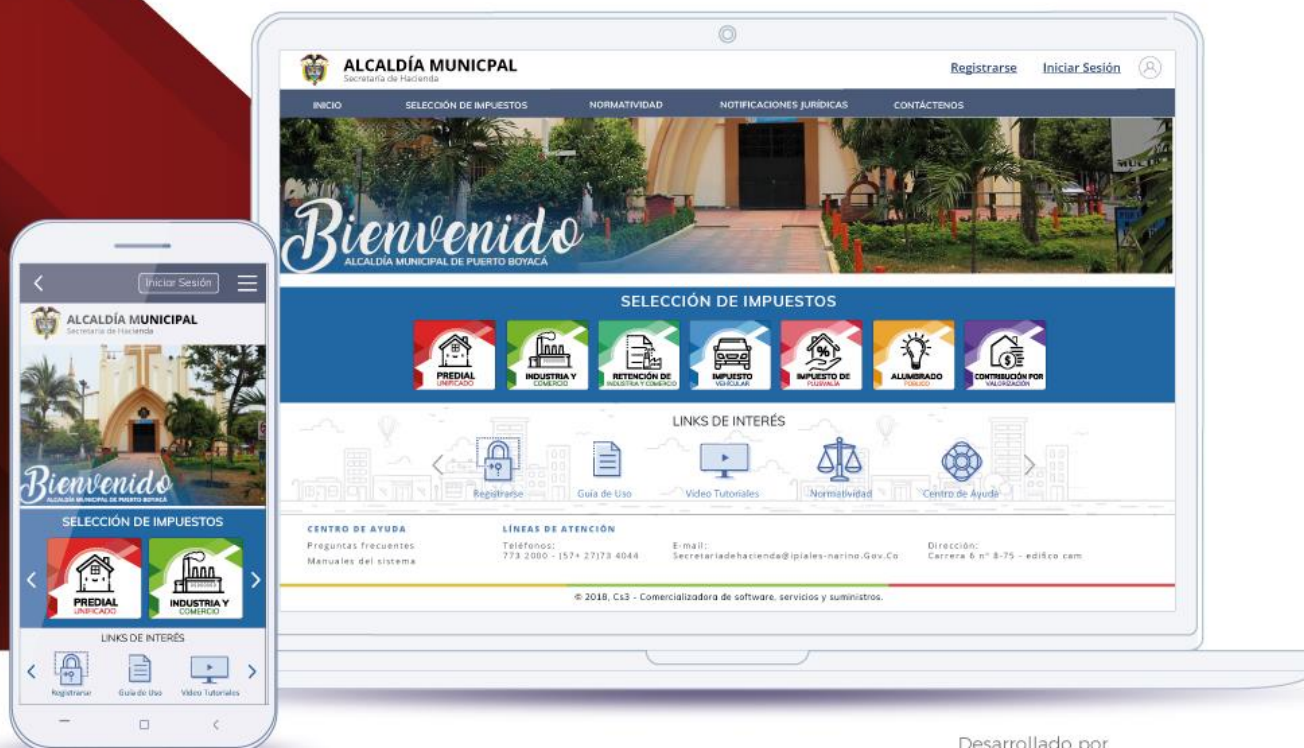 ALCALDÍA MUNICPAL
Secretaría de Hacienda
Registrarse Iniciar Sesión
INICIO SELECCIÓN DE IMPUESTOS NORMATIVIDAD NOTIFICACIONES JURÍDICAS CONTÁCTENOS
Bienvenido
ALCALDÍA MUNICIPAL DE PUERTO BOYACÁ
SELECCIÓN DE IMPUESTOS
PREDIAL
UNIFICADO
INDUSTRIA Y
COMERCIO
RETENCIÓN DE
INDUSTRIA Y COMERCIO
IMPUESTO
VEHÍCULAR
IMPUESTO DE
PLUSVALÍA
ALUMBRADO
PÚBLICO
CONTRIBUCIÓN POR
VALORIZACIÓN
LINKS DE INTERÉS
Registrarse Guía de Uso Video Tutoriales Normatividad Centro de Ayuda
CENTRO DE AYUDA LÍNEAS DE ATENCIÓN
Preguntas frecuentes Teléfonos: E-mail: Dirección:
Manuales del sistema 773 2000 - (57+ 27)73 4044 Secretariadehacienda@ipiales-narino.Gov.Co Carrera 6 n° 8-75 - edifico cam
© 2018, Cs3 - Comercializadora de software, servicios y suministros.
Iniciar Sesión
ALCALDÍA MUNICIPAL
Secretaría de Hacienda
Bienvenido
ALCALDÍA MUNICIPAL DE PUERTO BOYACÁ
SELECCIÓN DE IMPUESTOS
PREDIAL
UNIFICADO
INDUSTRIA Y
COMERCIO
LINKS DE INTERÉS
Registrarse Guía de Uso Video Tutoriales
Desarrollado por